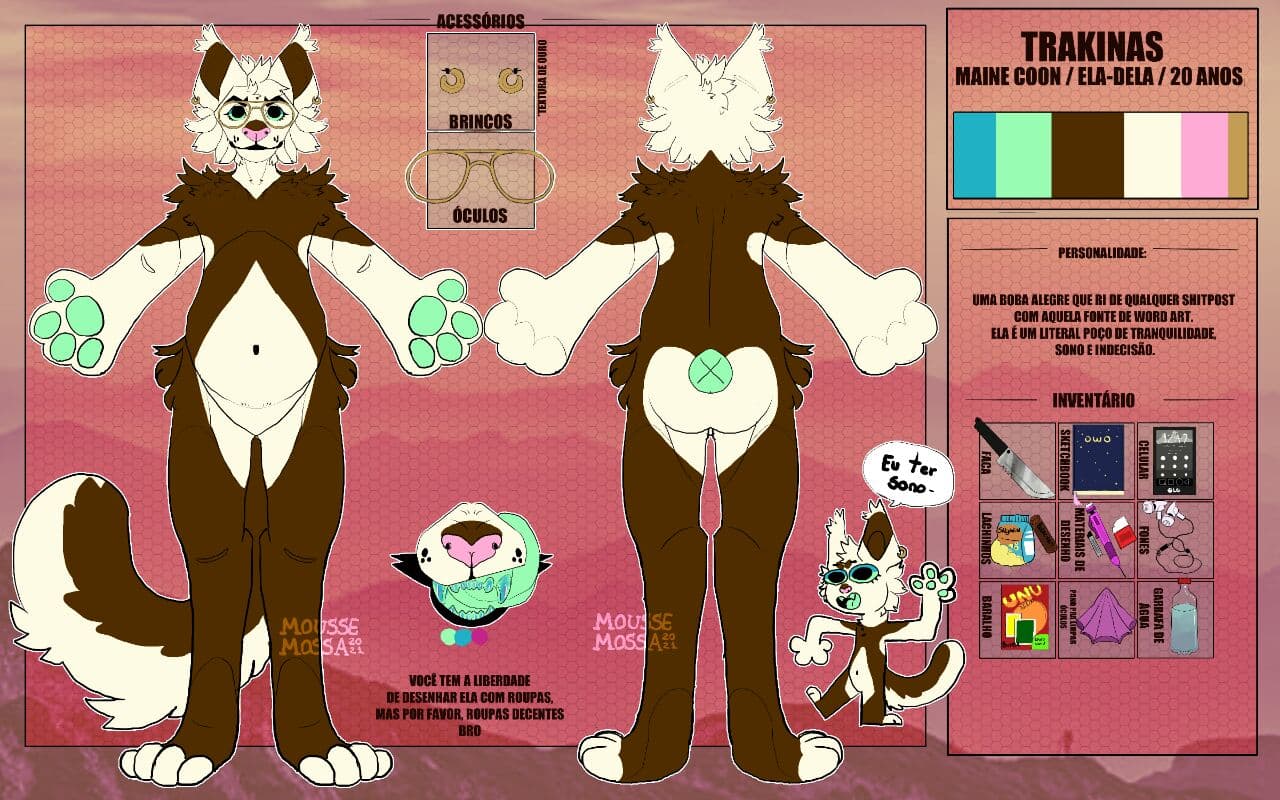 ACESSÓRIOS
TEXTURA DE OURO
BRINCOS
ÓCULOS
TRAKINAS
MAINE COON / ELA-DELA / 20 ANOS
PERSONALIDADE:
UMA BOBA ALEGRE QUE RI DE QUALQUER SHITPOST
COM AQUELA FONTE DE WORD ART.
ELA É UM LITERAL POÇO DE TRANQUILIDADE,
SONO E INDECISÃO.
INVENTÁRIO
FACA
SKETCHBOOK
owo
CELULAR
LG
LACHINHOS
MATERIAIS DE
DESENHO
FONES
BARALHO
UNU
PANO PRA LIMPAR
ÓCULOS
GARRAFA DE
ÁGUA
Eu ter
sono-
MOUSSE
MOSSA 2021
MOUSSE
MOSSA 2021
VOCÊ TEM A LIBERDADE
DE DESENHAR ELA COM ROUPAS,
MAS POR FAVOR, ROUPAS DECENTES
BRO